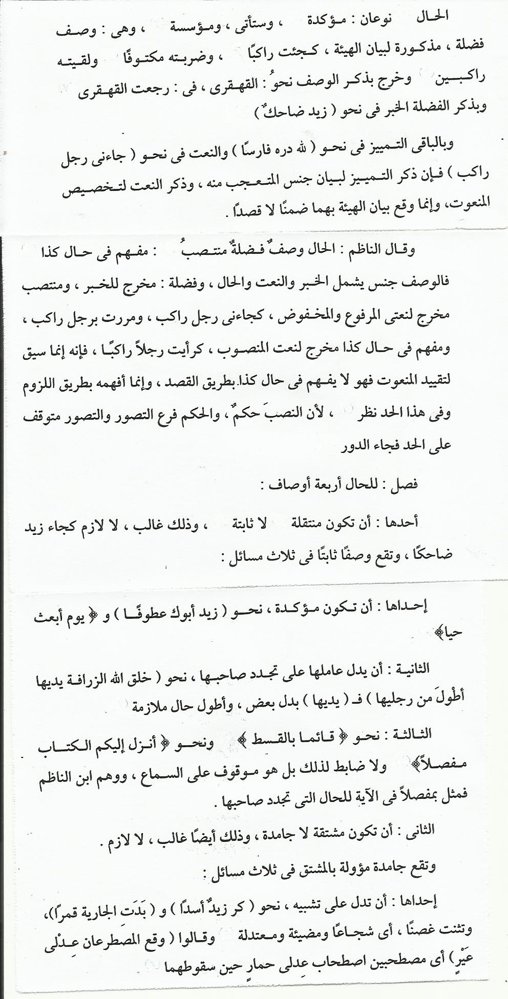 الحال نوعان : مؤكدة ، وستأتى ، ومؤسسة ، وهى : وصف
فضلة ، مذكورة لبيان الهيئة ، كجئت راكبًا ، وضربته مكتوفًا ولقيته
راكبين وخرج بذكر الوصف نحوُ : القهقرى ، فى : رجعت القهقرى
وبذكر الفضلة الخبر فى نحو ( زيد ضاحكٌ )
وبالباقى التمييز فى نحو ( لله دره فارسًا ) والنعت فى نحو ( جاءنى رجل
راكب ) فإن ذكر التمييز لبيان جنس المتعجب منه ، وذكر النعت لتخصيص
المنعوت، وإنما وقع بيان الهيئة بهما ضمنًا لا قصدًا .
وقال الناظم : الحال وصفٌ فضلةٌ منتصبُ : مفهم فى حال كذا
فالوصف جنس يشمل الخبر والنعت والحال ، وفضلة : مخرج للخبر ، ومنتصب
مخرج لنعتى المرفوع والمخفوض ، كجاءنى رجل راكب ، ومررت برجل راكب ،
ومفهم فى حال كذا مخرج لنعت المنصوب ، كرأيت رجلاً راكبًا ، فإنه إنما سيق
لتقييد المنعوت فهو لا يفهم فى حال كذا بطريق القصد ، وإنما أفهمه بطريق اللزوم
وفى هذا الحد نظر ، لأن النصبَ حكمٌ ، والحكم فرع التصور والتصور متوقف
على الحد فجاء الدور
فصل : للحال أربعة أوصاف :
أحدها : أن تكون منتقلة لا ثابتة ، وذلك غالب ، لا لازم كجاء زيد
ضاحكًا ، وتقع وصفًا ثابتًا فى ثلاث مسائل :
إحداها : أن تكون مؤكدة ، نحو ( زيد أبوك عطوفًا ) و ﴿ يوم أبعث
حيا﴾
الثانية : أن يدل عاملها على تجدد صاحبها ، نحو ( خلق الله الزرافة يديها
أطْولَ من رجليها ) فـ ( يديها ) بدل بعض ، وأطول حال ملازمة
الثالثة : نحو ﴿ قائما بالقسط ﴾ ونحو ﴿ أنزل إليكم الكتاب
مفصلاً﴾ ولا ضابط لذلك بل هو موقوف على السماع ، ووهم ابن الناظم
فمثل بمفصلاً فى الآية للحال التى تجدد صاحبها .
الثانى : أن تكون مشتقة لا جامدة ، وذلك أيضًا غالب ، لا لازم .
وتقع جامدة مؤولة بالمشتق فى ثلاث مسائل :
إحداها : أن تدل على تشبيه ، نحو ( كر زيدٌ أسدًا ) و ( بَدَتِ الجارية قمرًا)،
وتثنت غصنًا ، أى شجاعًا ومضيئة ومعتدلة وقالوا ( وقع المصطرعان عِدْلى
عَيْرٍ ) أى مصطحبين اصطحاب عِدلى حمارٍ حين سقوطهما